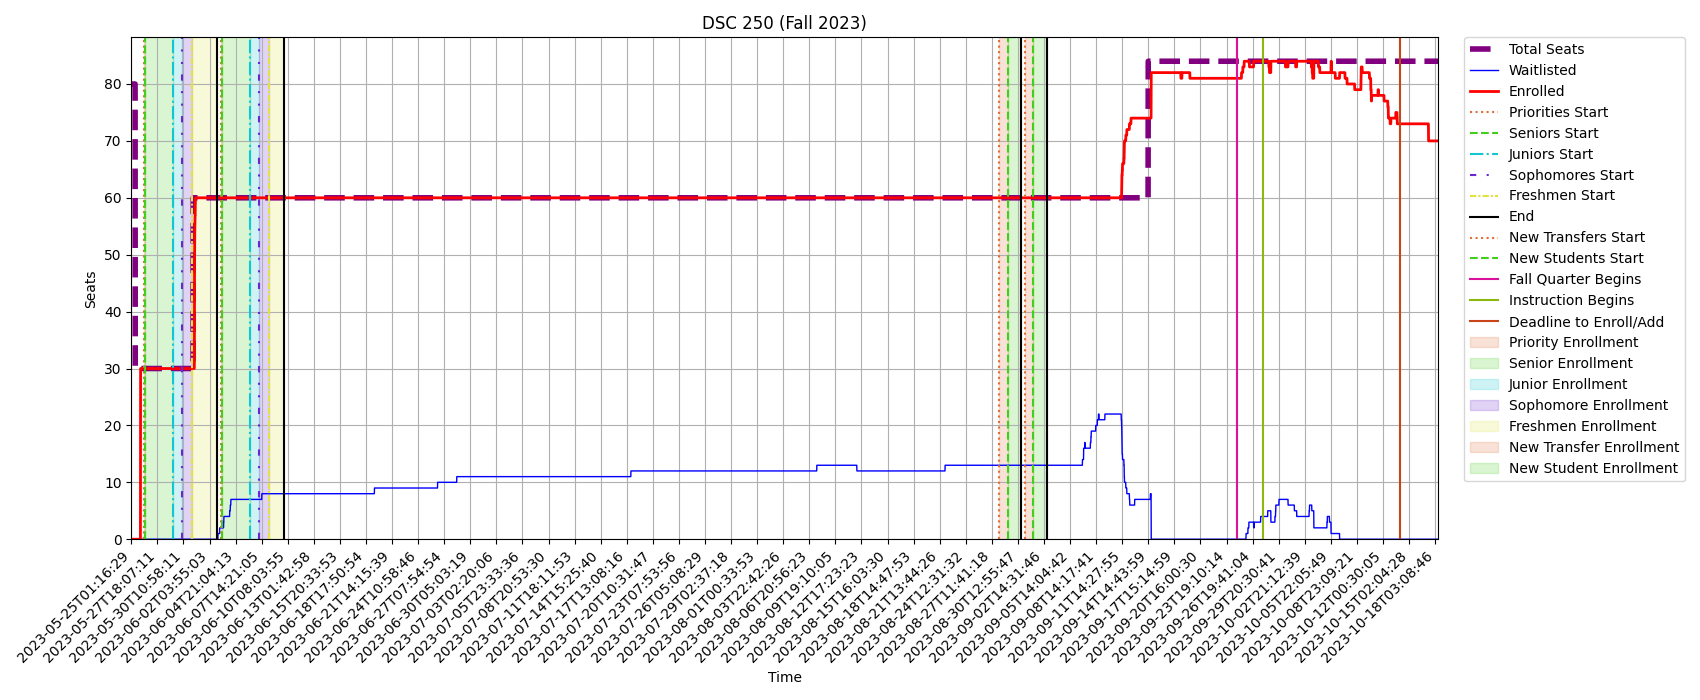 DSC 250 (Fall 2023)
80
70
60
50
40
30
20
10
0
Seats
2023-05-25T01:16:29
2023-05-27T18:07:11
2023-05-30T10:58:11
2023-06-02T03:55:03
2023-06-04T21:04:13
2023-06-07T14:21:05
2023-06-10T08:03:55
2023-06-13T01:42:58
2023-06-15T20:33:53
2023-06-18T17:50:54
2023-06-21T14:15:39
2023-06-24T10:58:46
2023-06-27T07:54:54
2023-06-30T05:03:19
2023-07-03T02:20:06
2023-07-05T23:33:36
2023-07-08T20:53:30
2023-07-11T18:11:53
2023-07-14T15:25:40
2023-07-17T13:08:16
2023-07-20T10:31:47
2023-07-23T07:53:56
2023-07-26T05:08:29
2023-07-29T02:37:18
2023-08-01T00:33:53
2023-08-03T22:42:26
2023-08-06T20:56:23
2023-08-09T19:10:05
2023-08-12T17:23:23
2023-08-15T16:03:30
2023-08-18T14:47:53
2023-08-21T13:44:26
2023-08-24T12:31:32
2023-08-27T11:41:18
2023-08-30T12:55:47
2023-09-02T14:31:46
2023-09-05T14:04:42
2023-09-08T14:17:41
2023-09-11T14:27:55
2023-09-14T14:43:59
2023-09-17T15:14:59
2023-09-20T16:00:30
2023-09-23T19:10:14
2023-09-26T19:41:04
2023-09-29T20:30:41
2023-10-02T21:12:39
2023-10-05T22:05:49
2023-10-08T23:09:21
2023-10-12T00:30:05
2023-10-15T02:04:28
2023-10-18T03:08:46
Time
Total Seats
Waitlisted
Enrolled
Priorities Start
Seniors Start
Juniors Start
Sophomores Start
Freshmen Start
End
New Transfers Start
New Students Start
Fall Quarter Begins
Instruction Begins
Deadline to Enroll/Add
Priority Enrollment
Senior Enrollment
Junior Enrollment
Sophomore Enrollment
Freshmen Enrollment
New Transfer Enrollment
New Student Enrollment